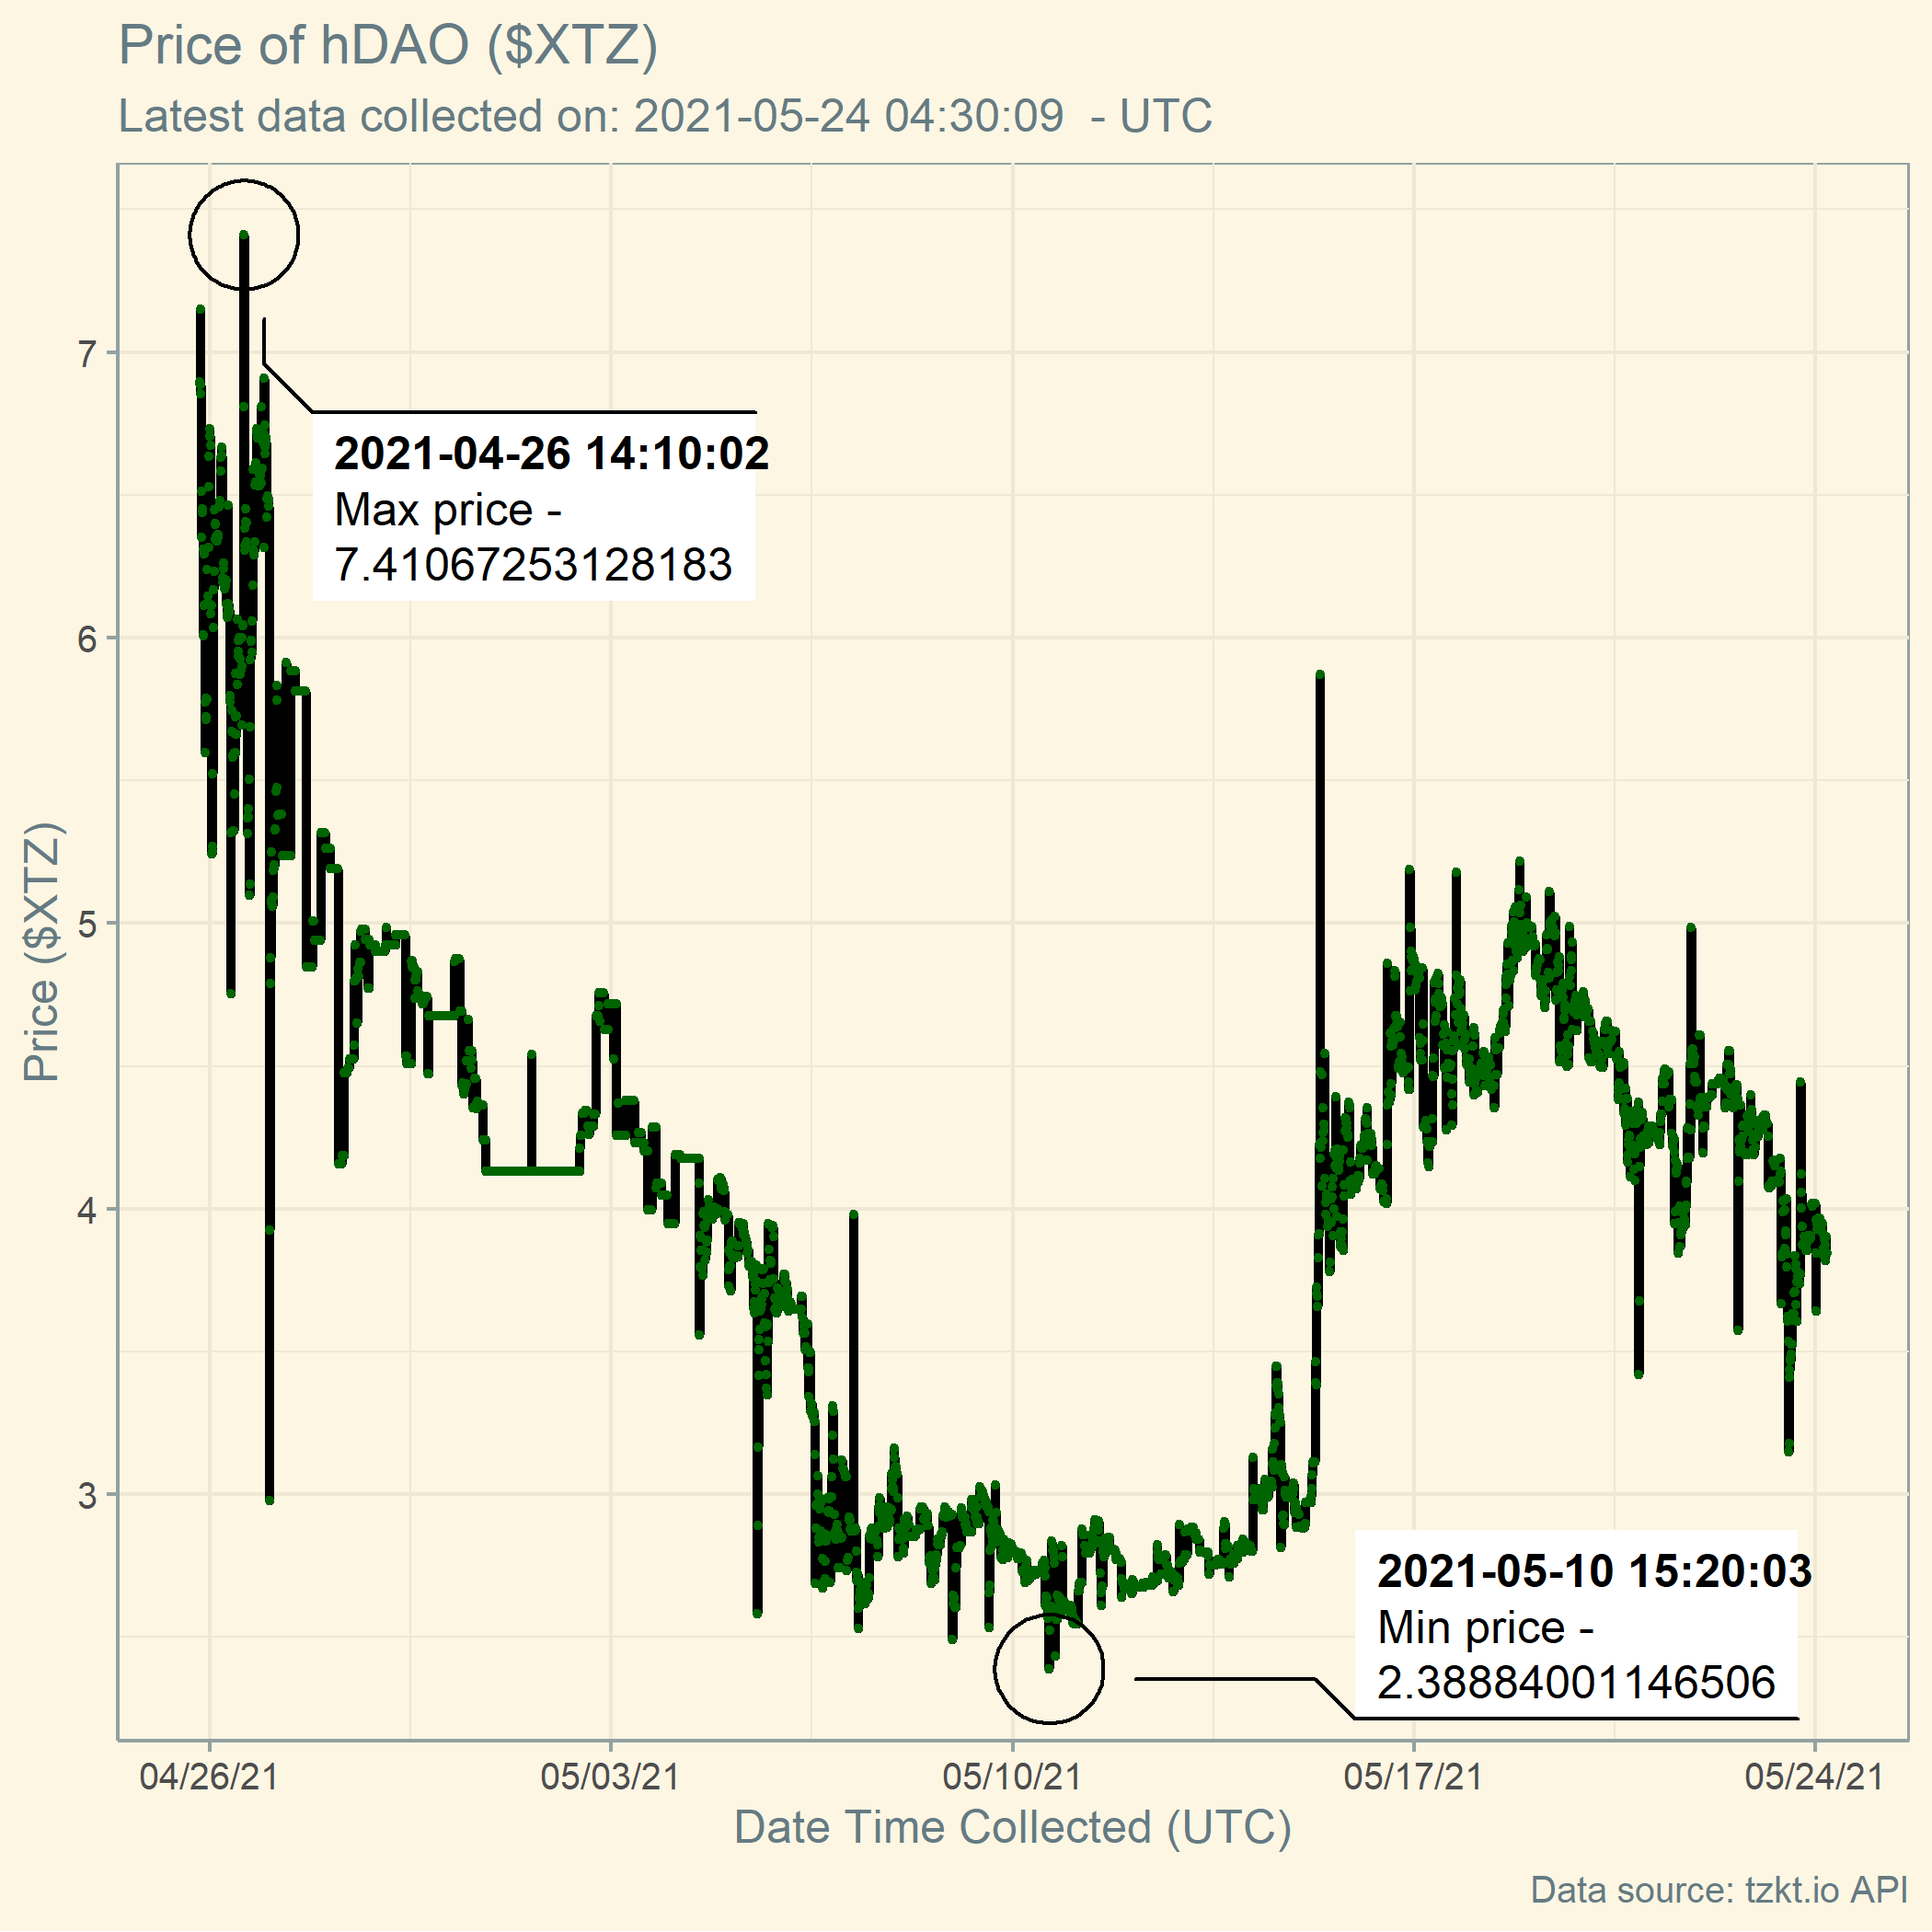 Price of hDAO ($XTZ)
Latest data collected on: 2021-05-24 04:30:09  - UTC
7
6
5
4
3
Price ($XTZ)
2021-04-26 14:10:02
Max price -
7.41067253128183
2021-05-10 15:20:03
Min price -
2.38884001146506
04/26/21
05/03/21
05/10/21
05/17/21
05/24/21
Date Time Collected (UTC)
Data source: tzkt.io API